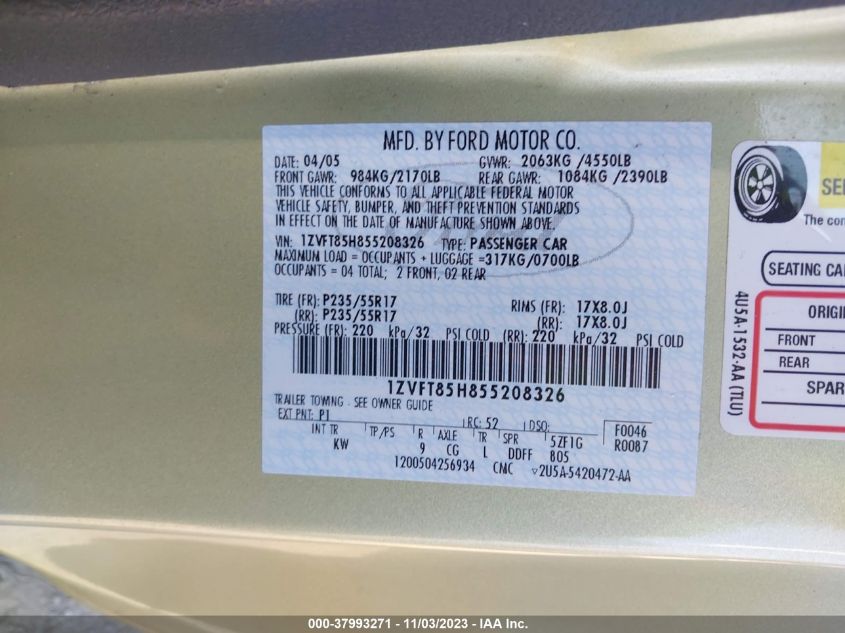 MFD. BY FORD MOTOR CO.
DATE: 04/05 GVWR: 2063KG /4550LB
FRONT GAWR: 984KG/2170LB REAR GAWR: 1084KG /2390LB
THIS VEHICLE CONFORMS TO ALL APPLICABLE FEDERAL MOTOR
VEHICLE SAFETY, BUMPER, AND THEFT PREVENTION STANDARDS
IN EFFECT ON THE DATE OF MANUFACTURE SHOWN ABOVE.
VIN: 1ZVFT85H855208326 TYPE: PASSENGER CAR
MAXIMUM LOAD = OCCUPANTS + LUGGAGE =317KG/0700LB
OCCUPANTS = 04 TOTAL; 2 FRONT, 02 REAR
TIRE (FR): P235/55R17 RIMS (FR): 17X8.0J
(RR): P235/55R17 (RR): 17X8.0J
PRESSURE (FR): 220 kPa/32 PSI COLD (RR): 220 kPa/32 PSI COLD
1ZVFT85H855208326
TRAILER TOWING - SEE OWNER GUIDE
EXT PNT: P1 RC: 52 DSO: F0046
INT TR TP/PS R AXLE TR SPR 5ZF1G R0087
KW 9 CG L DDFF B05
1200504256934 CMC ▽2U5A-5420472-AA
4U5A-1532-AA (TLU)
The
SEATING
FRONT
REAR
000-37993271 - 11/03/2023 - IAA Inc.